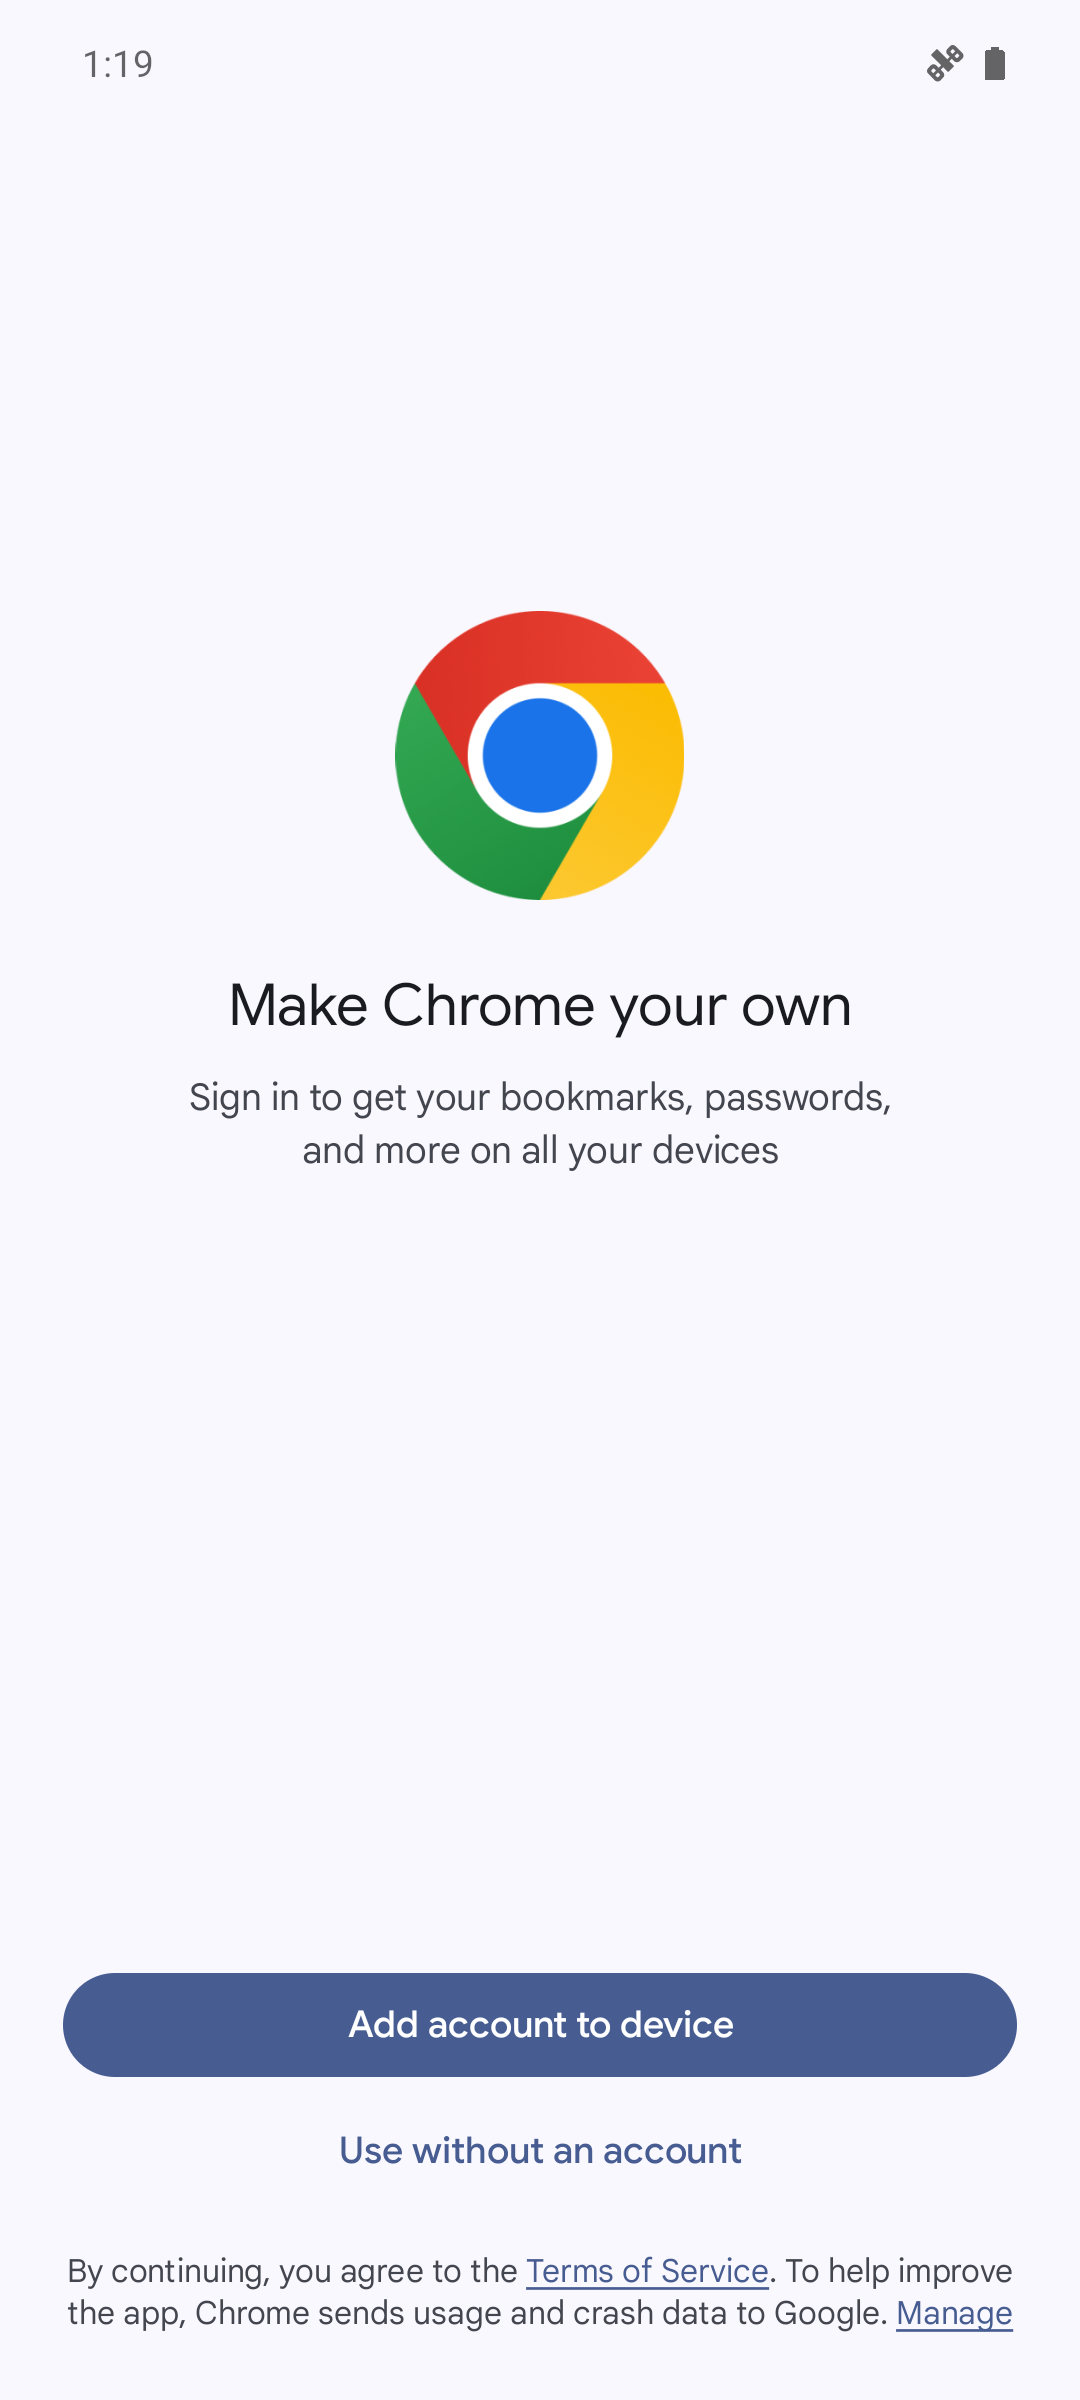 1:19
Make Chrome your own
Sign in to get your bookmarks, passwords,
and more on all your devices
Add account to device
Use without an account
By continuing, you agree to the Terms of Service. To help improve
the app, Chrome sends usage and crash data to Google. Manage